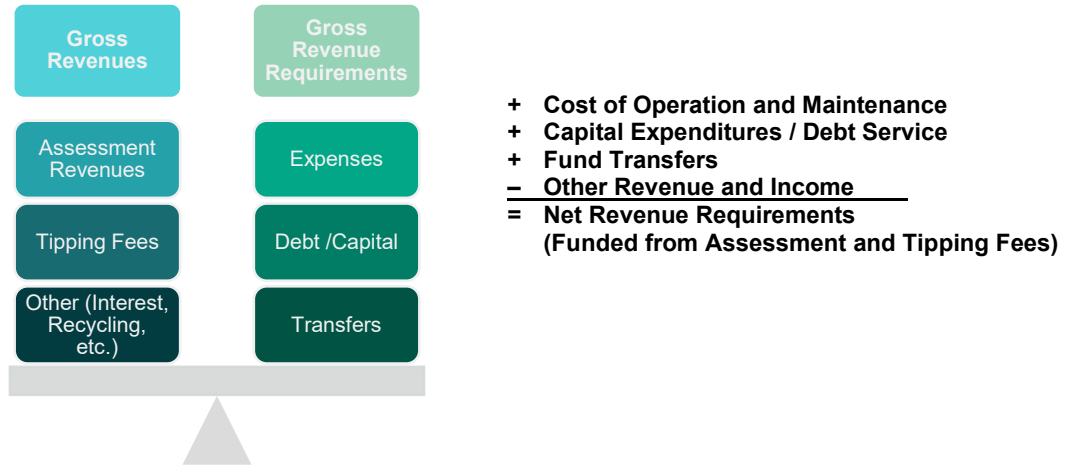 Gross
Revenues
Gross
Revenue
Requirements
Assessment
Revenues
Expenses
Tipping Fees
Debt /Capital
Other (Interest,
Recycling,
etc.)
Transfers
+ Cost of Operation and Maintenance
+ Capital Expenditures / Debt Service
+ Fund Transfers
– Other Revenue and Income
= Net Revenue Requirements
(Funded from Assessment and Tipping Fees)